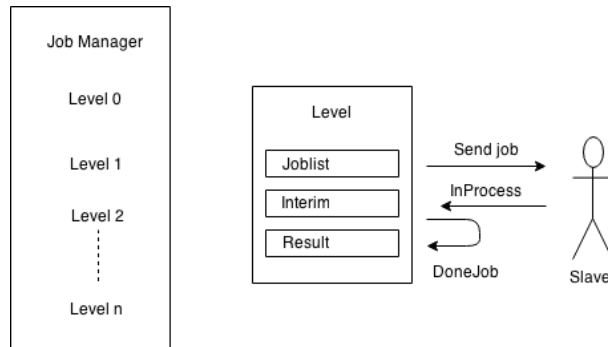 Job Manager
Level 0
Level 1
Level 2
Level n
Level
Joblist
Interim
Result
Send job
InProcess
DoneJob
Slave